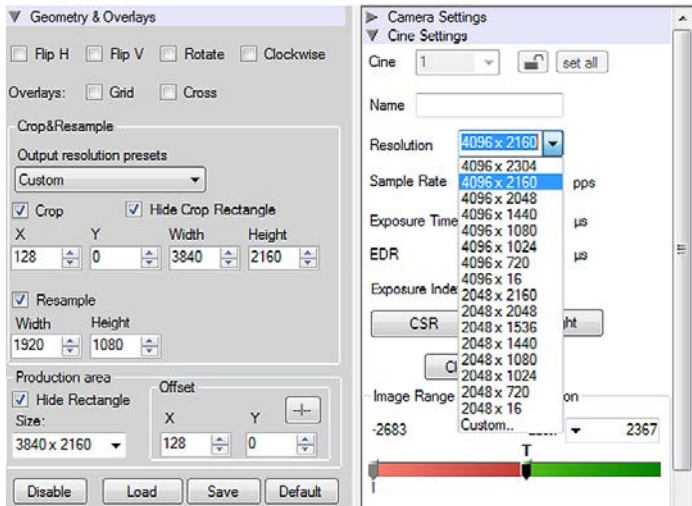 Geometry & Overlays
Flip H Flip V Rotate Clockwise
Overlays: Grid Cross
Crop&Resample
Output resolution presets
Custom
Crop Hide Crop Rectangle
X Y Width Height
128 0 3840 2160
Resample
Width Height
1920 1080
Production area
Hide Rectangle
Size:
3840 x 2160
Offset
X Y
128 0
Disable Load Save Default
Camera Settings
Cine Settings
Cine 1 set all
Name
Resolution 4096 x 2160
4096 x 2304
4096 x 2160
4096 x 2048
4096 x 1440
4096 x 1080
4096 x 1024
4096 x 720
4096 x 16
2048 x 2160
2048 x 2048
2048 x 1536
2048 x 1440
2048 x 1080
2048 x 1024
2048 x 720
2048 x 16
Custom..
Sample Rate pps
Exposure Time µs
EDR µs
Exposure Inde
CSR ht
Image Range on
-2683 2367
T